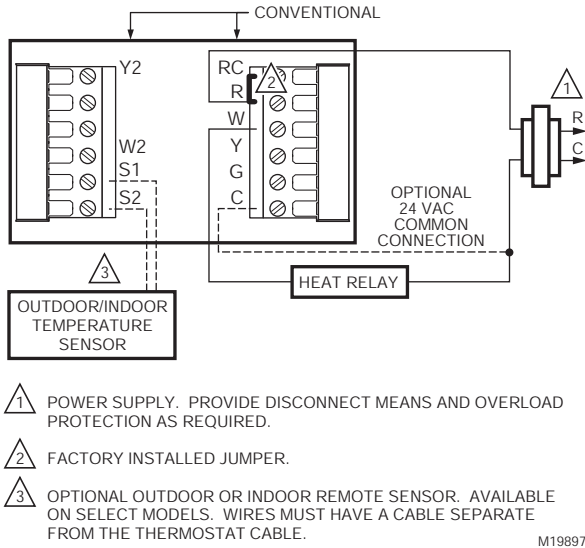 CONVENTIONAL
Y2
W2
S1
S2
RC
R
W
Y
G
C
2
1
R
C
OPTIONAL
24 VAC
COMMON
CONNECTION
HEAT RELAY
3
OUTDOOR/INDOOR
TEMPERATURE
SENSOR
1 POWER SUPPLY. PROVIDE DISCONNECT MEANS AND OVERLOAD
PROTECTION AS REQUIRED.
2 FACTORY INSTALLED JUMPER.
3 OPTIONAL OUTDOOR OR INDOOR REMOTE SENSOR. AVAILABLE
ON SELECT MODELS. WIRES MUST HAVE A CABLE SEPARATE
FROM THE THERMOSTAT CABLE.
M19897